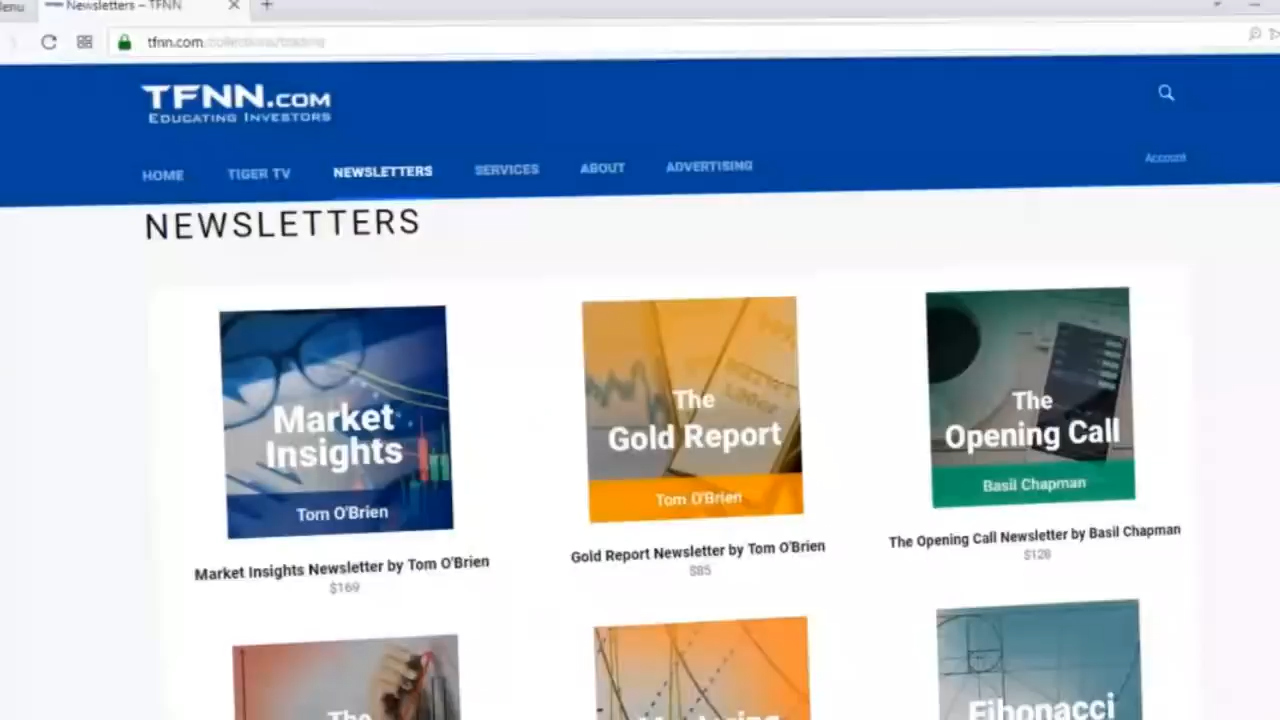 Newsletters – TFNN
tfnn.com
TFNN.COM
EDUCATING INVESTORS
HOME
TIGER TV
NEWSLETTERS
SERVICES
ABOUT
ADVERTISING
Account
NEWSLETTERS
Market
Insights
Tom O'Brien
Market Insights Newsletter by Tom O'Brien
$169
The
Gold Report
Tom O'Brien
Gold Report Newsletter by Tom O'Brien
$85
The
Opening Call
Basil Chapman
The Opening Call Newsletter by Basil Chapman
$128
The
Fibonacci